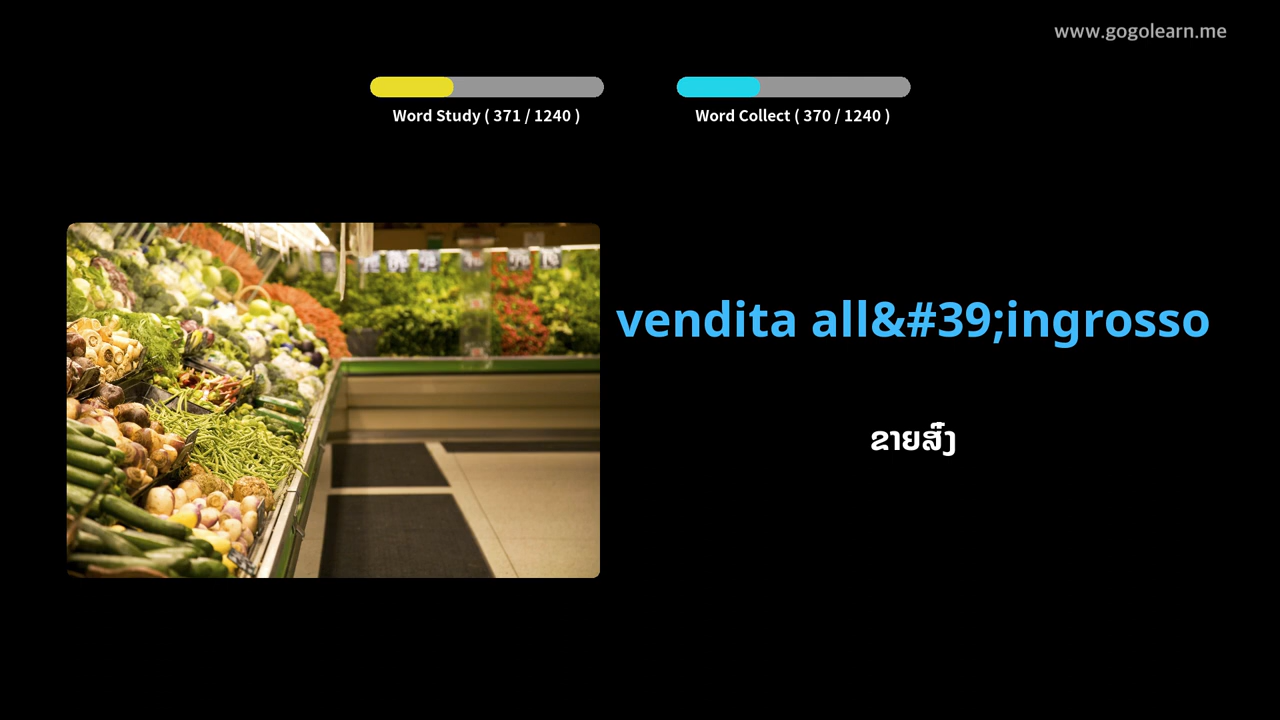 www.gogolearn.me
Word Study ( 371 / 1240 )
Word Collect ( 370 / 1240 )
vendita all&#39;ingrosso
ຂາຍສົ່ງ